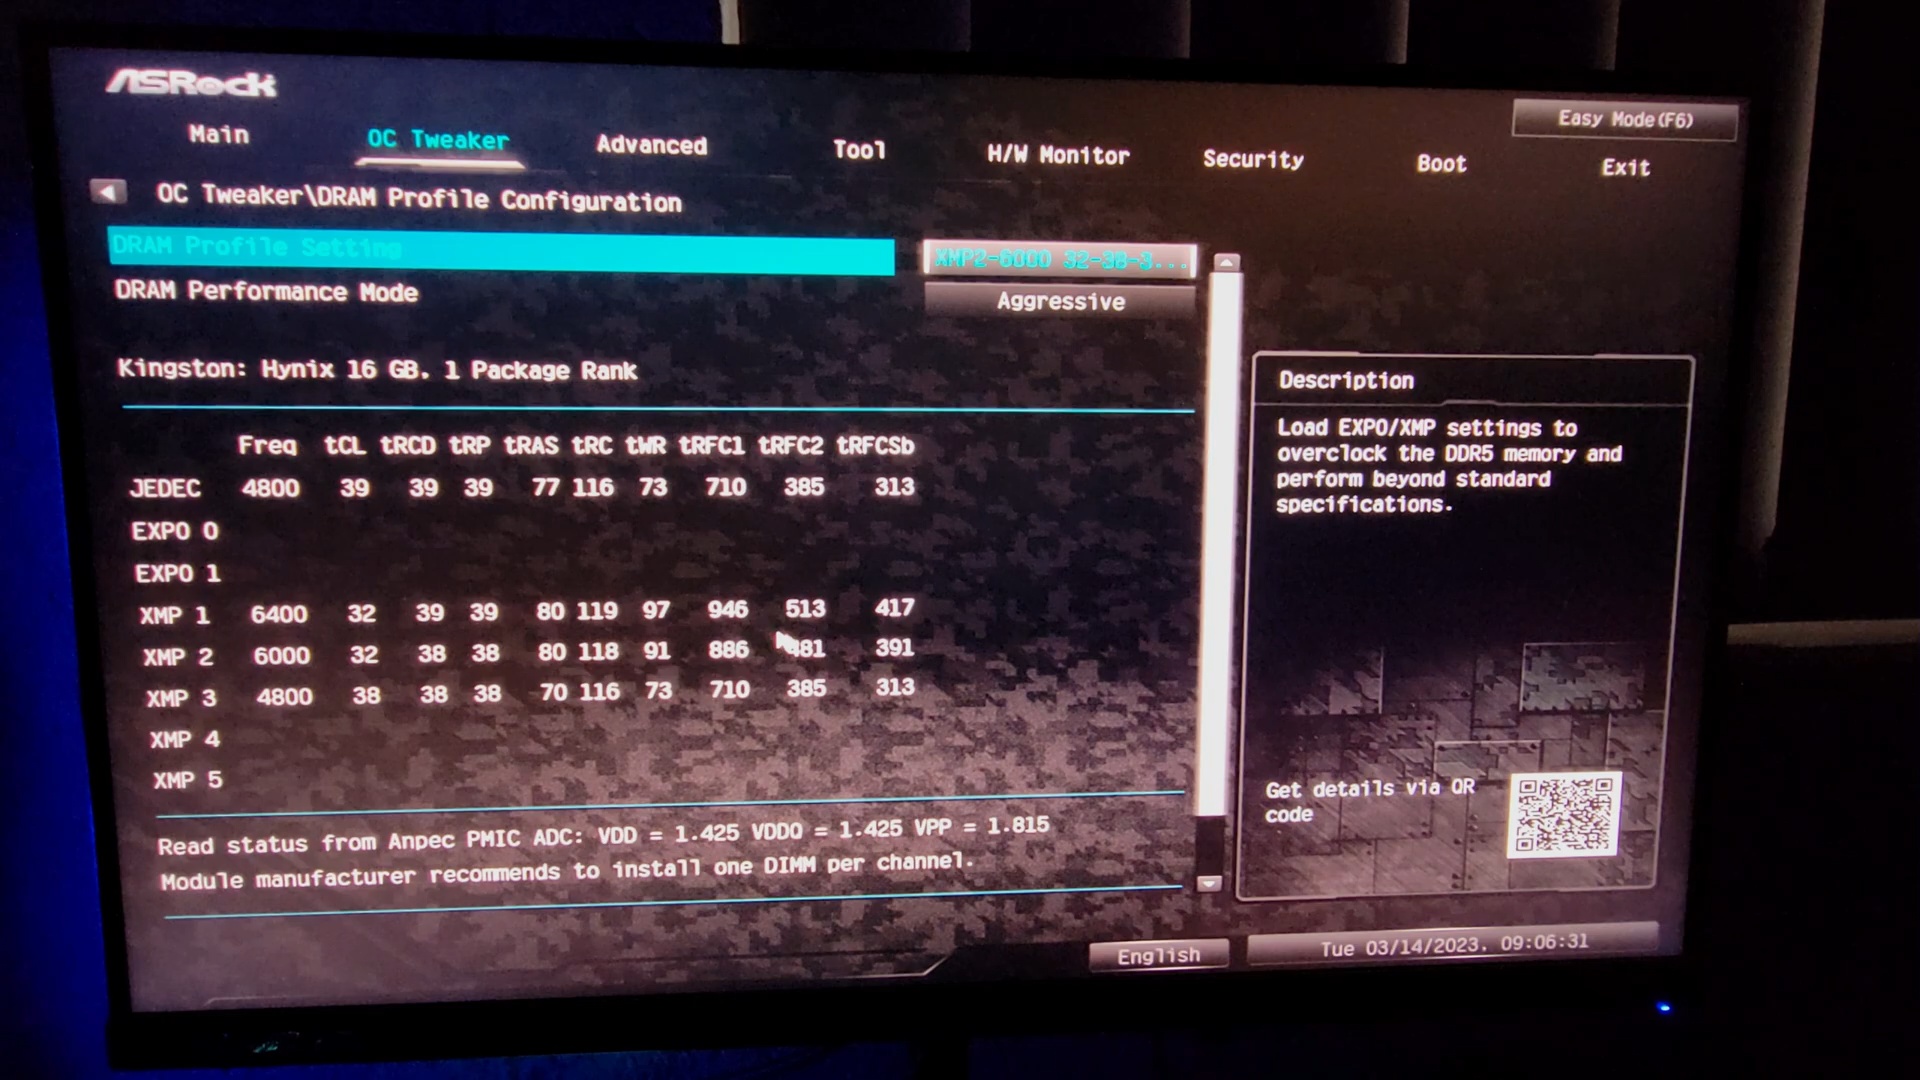 ASRock
Easy Mode(F6)
Main OC Tweaker Advanced Tool H/W Monitor Security Boot Exit
OC Tweaker\DRAM Profile Configuration
DRAM Profile Setting XMP2-6000 32-38-3...
DRAM Performance Mode Aggressive
Kingston: Hynix 16 GB. 1 Package Rank
Freq tCL tRCD tRP tRAS tRC tWR tRFC1 tRFC2 tRFCSb
JEDEC 4800 39 39 39 77 116 73 710 385 313
EXPO 0
EXPO 1
XMP 1 6400 32 39 39 80 119 97 946 513 417
XMP 2 6000 32 38 38 80 118 91 886 481 391
XMP 3 4800 38 38 38 70 116 73 710 385 313
XMP 4
XMP 5
Read status from Anpec PMIC ADC: VDD = 1.425 VDDQ = 1.425 VPP = 1.815
Module manufacturer recommends to install one DIMM per channel.
Description
Load EXPO/XMP settings to
overclock the DDR5 memory and
perform beyond standard
specifications.
Get details via QR
code
English
Tue 03/14/2023. 09:06:31